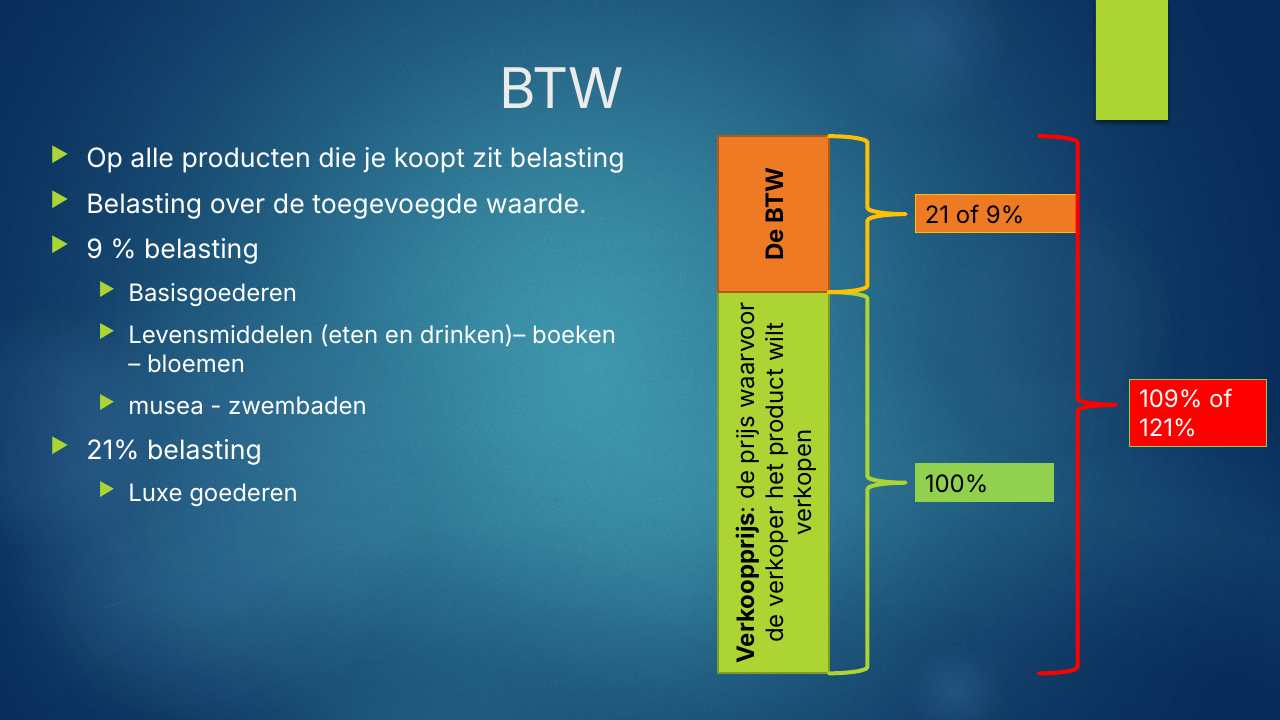 BTW
Op alle producten die je koopt zit belasting
Belasting over de toegevoegde waarde.
9 % belasting
Basisgoederen
Levensmiddelen (eten en drinken)– boeken
– bloemen
musea - zwembaden
21% belasting
Luxe goederen
De BTW
21 of 9%
Verkoopprijs: de prijs waarvoor
de verkoper het product wilt
verkopen
100%
109% of
121%